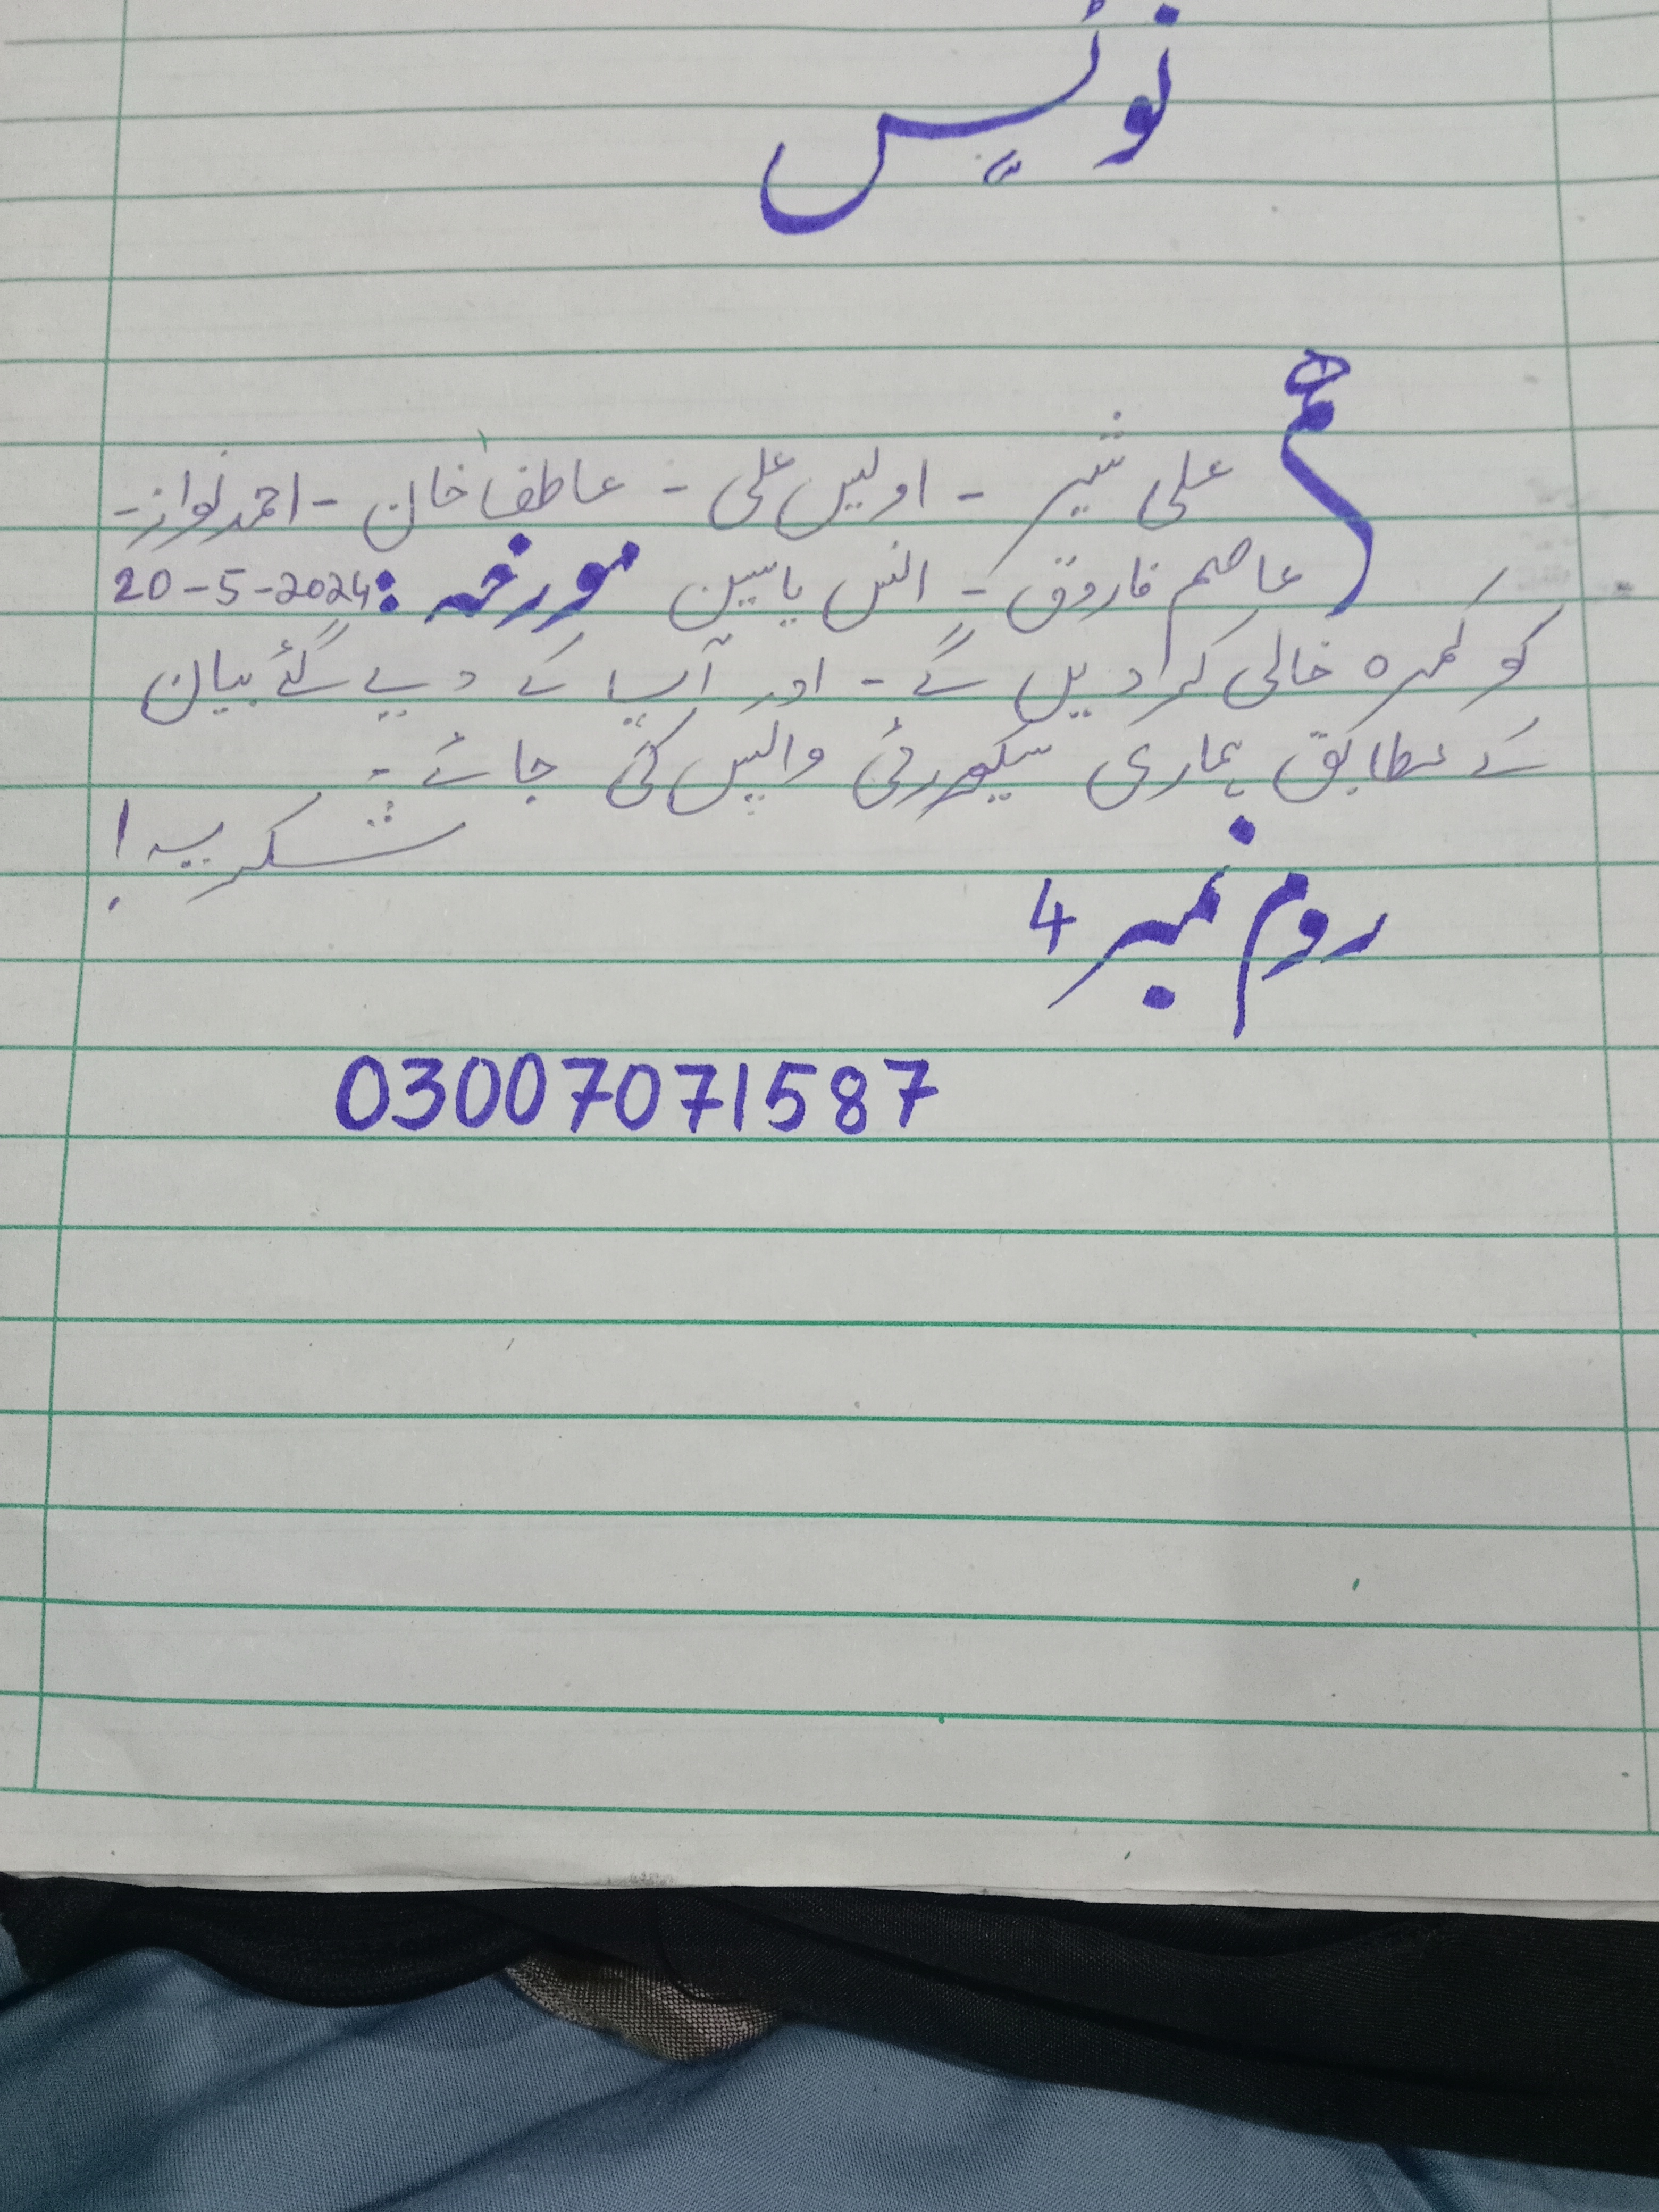 نوٹس
ہم علی شیر - اویس علی - عاطف خان - احمد نواز -
عاصم فاروق - انس یاسین مورخہ: 20-5-2024
کو کمرہ خالی کر دیں گے - اور آپ کے دیے گئے بیان
کے مطابق ہماری سیکورٹی واپس کی جائے -
شکریہ!
روم نمبر 4
03007071587